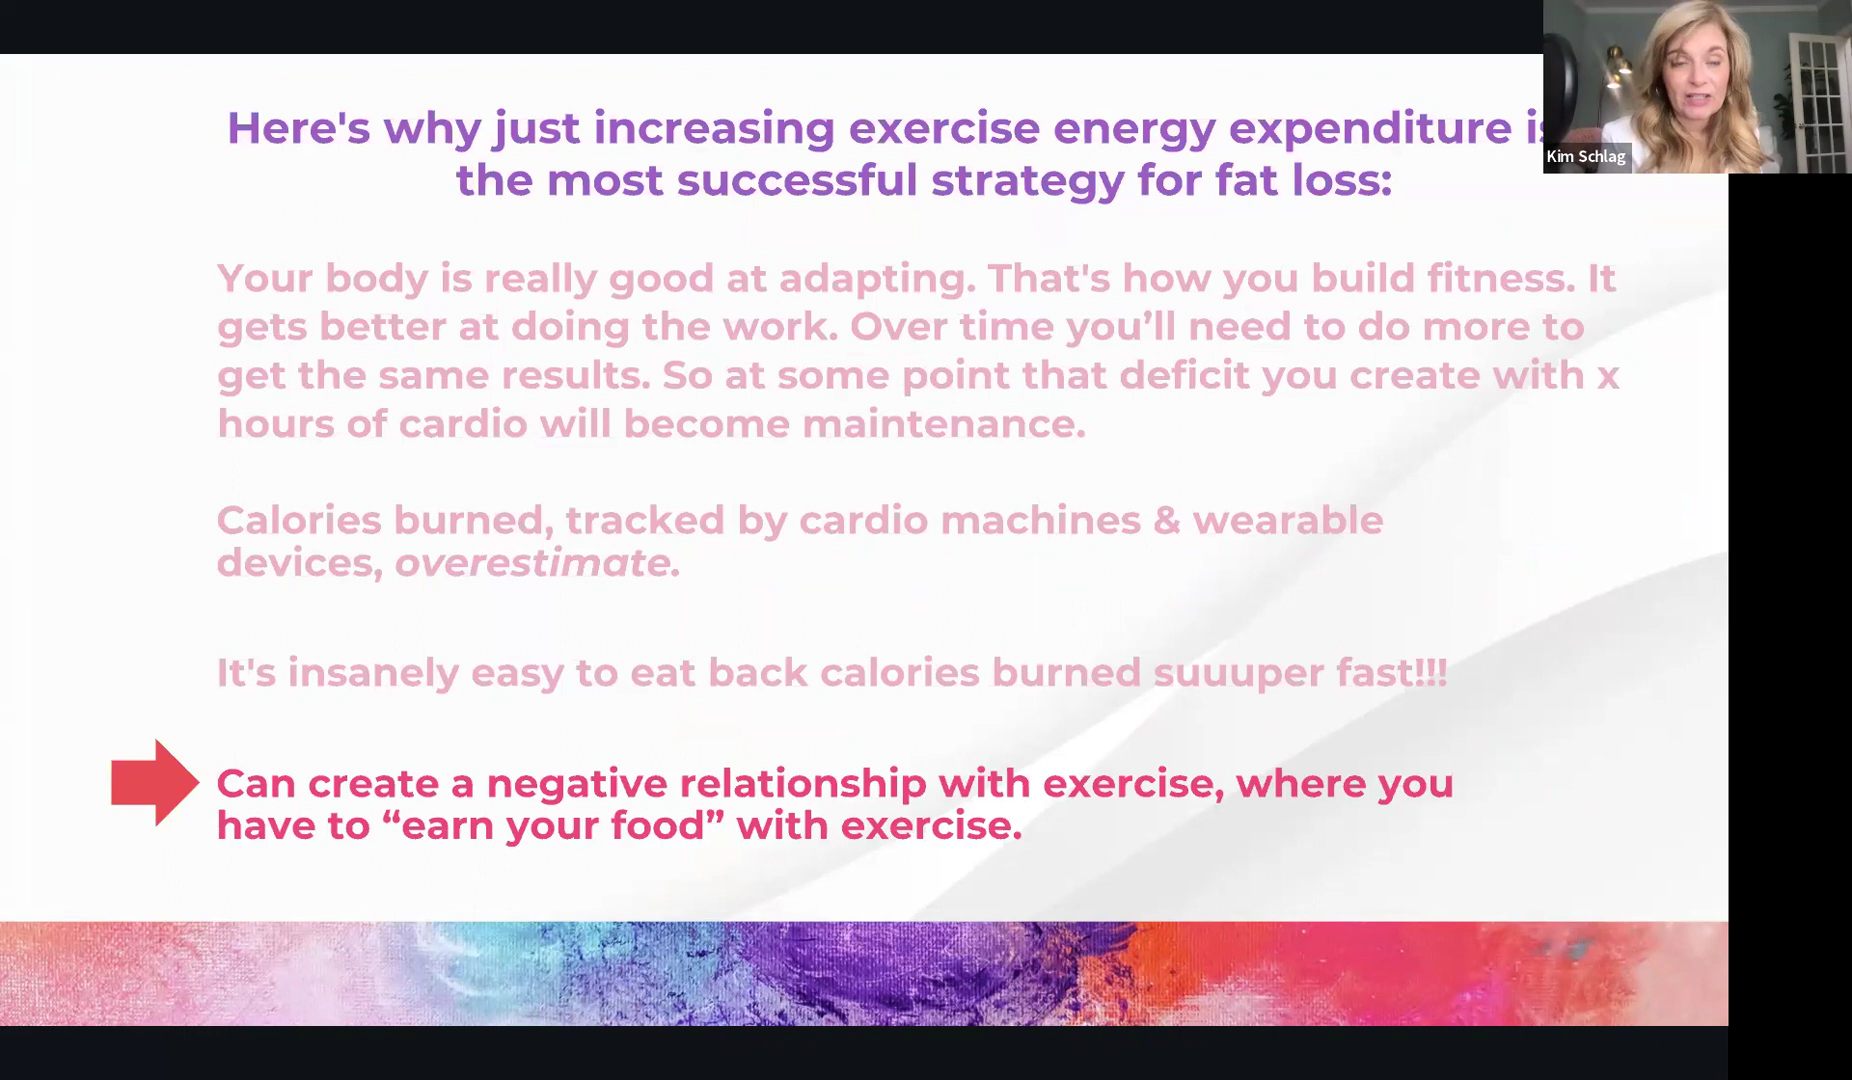 Here's why just increasing exercise energy expenditure
the most successful strategy for fat loss:
Kim Schlag
Your body is really good at adapting. That's how you build fitness. It
gets better at doing the work. Over time you’ll need to do more to
get the same results. So at some point that deficit you create with x
hours of cardio will become maintenance.
Calories burned, tracked by cardio machines & wearable
devices, overestimate.
It's insanely easy to eat back calories burned suuuper fast!!!
Can create a negative relationship with exercise, where you
have to “earn your food” with exercise.